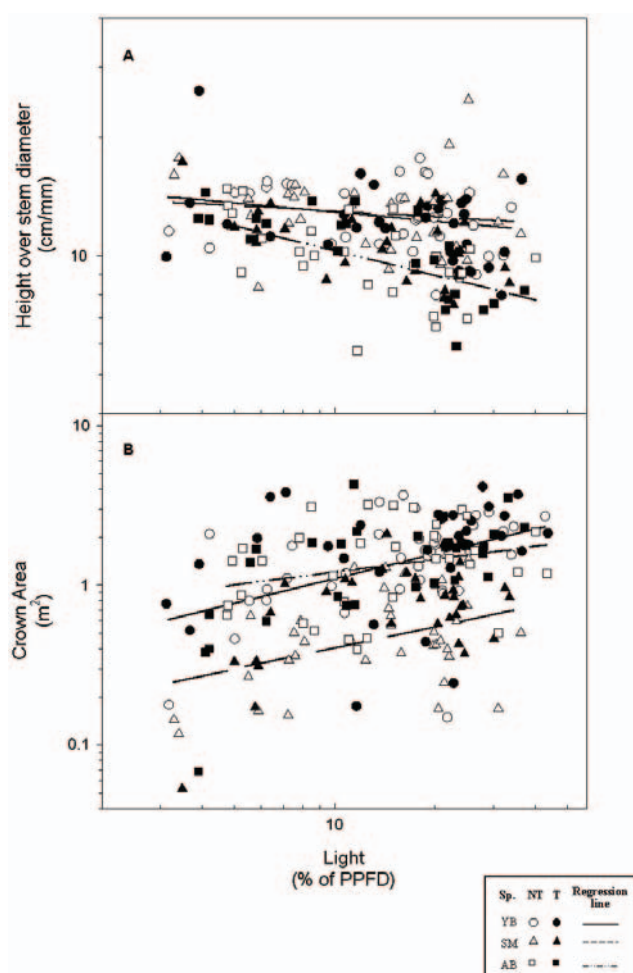 A
Height over stem diameter
(cm/mm)
10
B
10
1
0.1
Crown Area
(m²)
10
Light
(% of PPFD)
Sp. NT T Regression
line
YB
SM
AB